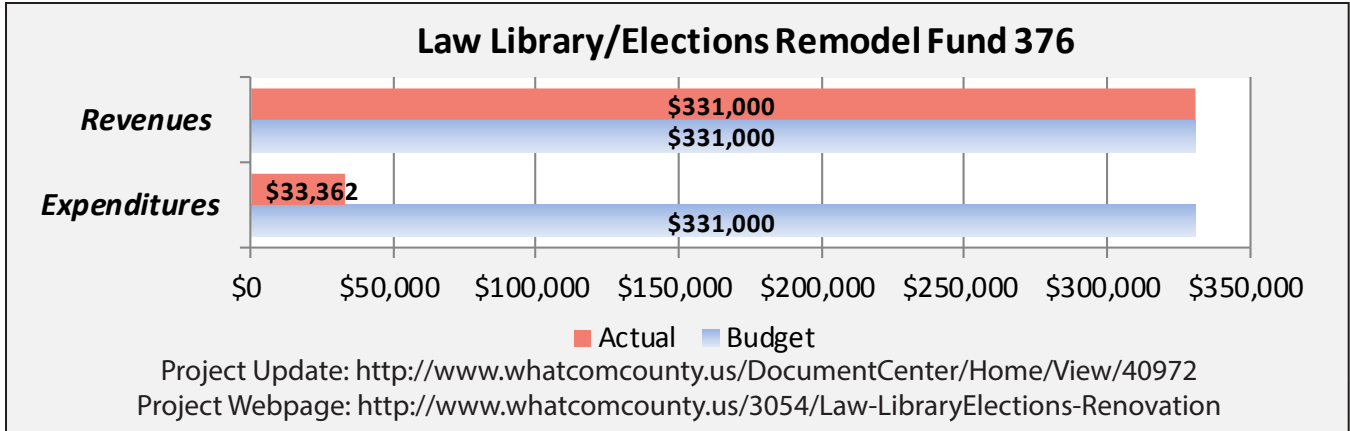 Law Library/Elections Remodel Fund 376
Revenues
$331,000
$331,000
Expenditures
$33,362
$331,000
$0 $50,000 $100,000 $150,000 $200,000 $250,000 $300,000 $350,000
Actual Budget
Project Update: http://www.whatcomcounty.us/DocumentCenter/Home/View/40972
Project Webpage: http://www.whatcomcounty.us/3054/Law-LibraryElections-Renovation